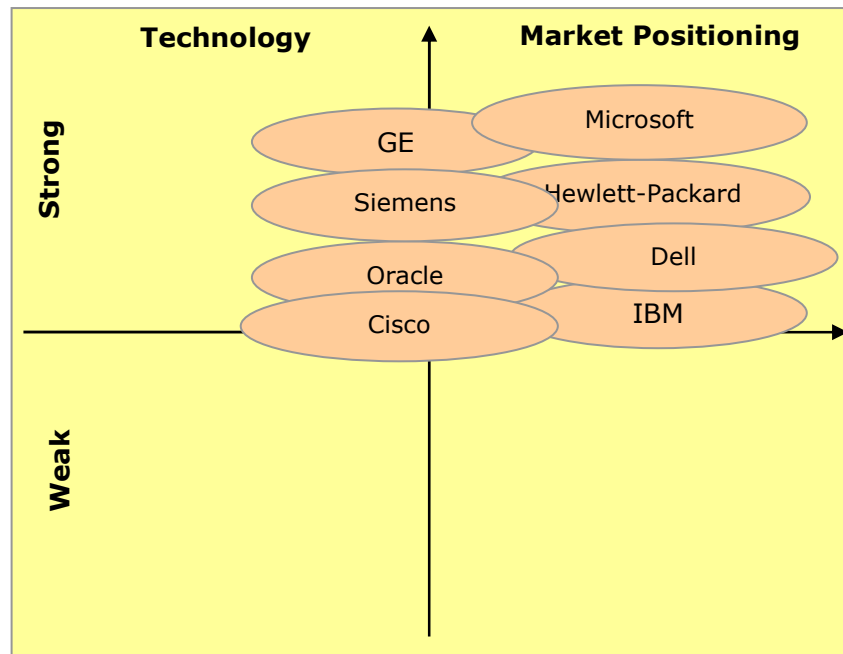 Technology
Market Positioning
Strong
Weak
GE
Siemens
Oracle
Cisco
Microsoft
Hewlett-Packard
Dell
IBM